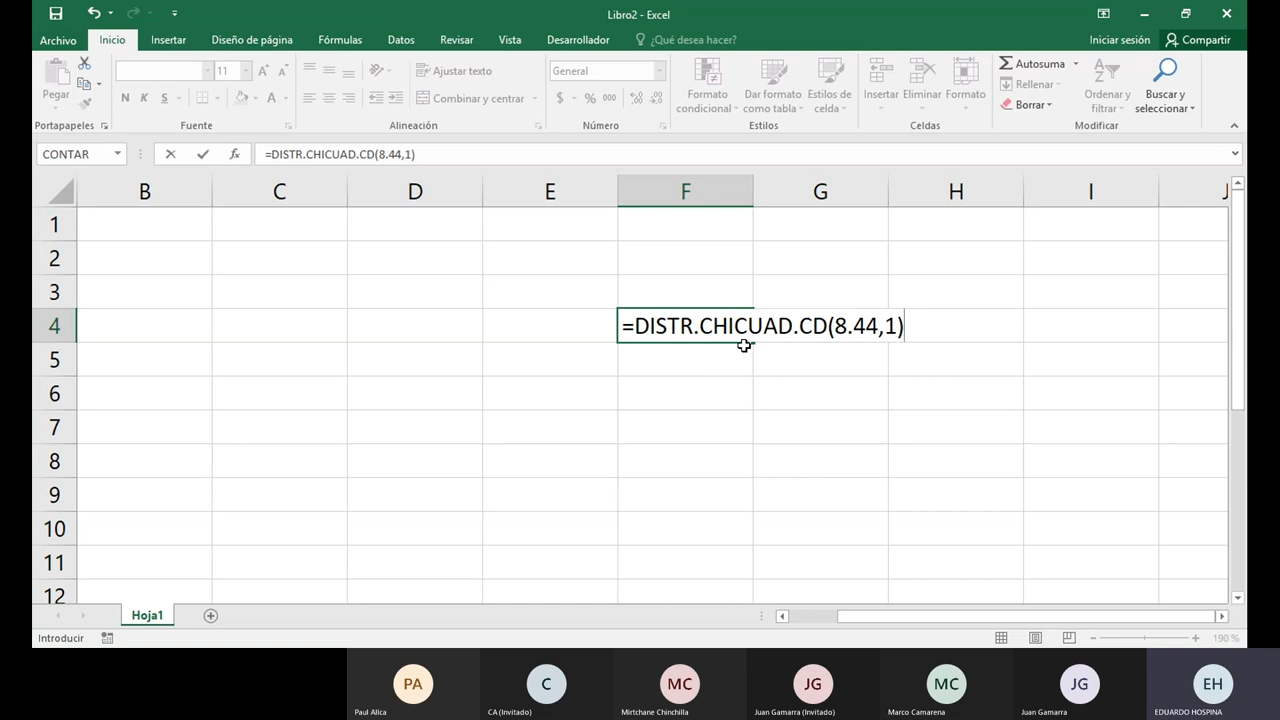 Libro2 - Excel
Archivo Inicio Insertar Diseño de página Fórmulas Datos Revisar Vista Desarrollador ¿Qué desea hacer? Iniciar sesión Compartir
Pegar
Portapapeles
11
N K S
Fuente
Ajustar texto
Combinar y centrar
Alineación
General
$ % 000
Número
Formato condicional
Dar formato como tabla
Estilos de celda
Estilos
Insertar Eliminar Formato
Celdas
Autosuma
Rellenar
Borrar
Ordenar y filtrar
Buscar y seleccionar
Modificar
CONTAR fx =DISTR.CHICUAD.CD(8.44,1)
B C D E F G H I J
1
2
3
4 =DISTR.CHICUAD.CD(8.44,1)
5
6
7
8
9
10
11
12
Hoja1
Introducir 190 %
PA C MC JG MC JG EH
Paul Allca CA (Invitado) Mirtchane Chinchilla Juan Gamarra (Invitado) Marco Camarena Juan Gamarra EDUARDO HOSPINA